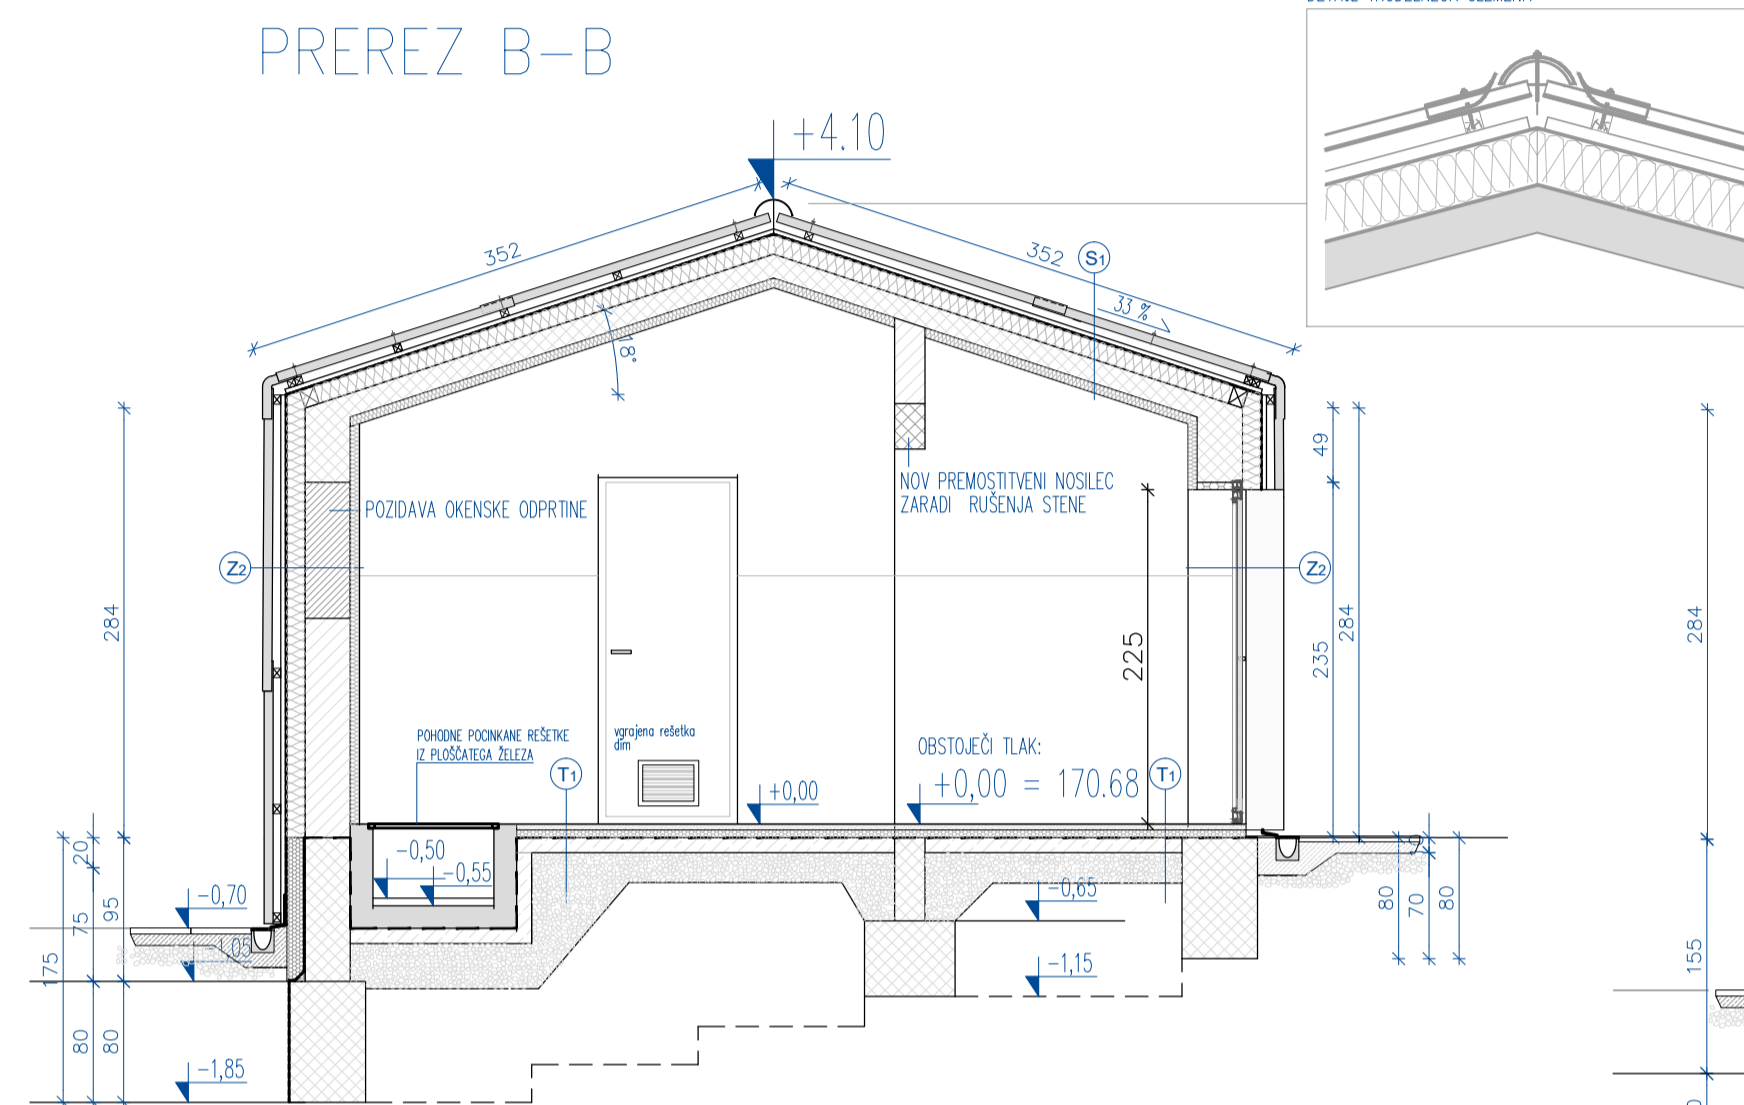 PREREZ B-B
+4.10
352
352
S1
33 %
18°
284
49
284
235
284
POZIDAVA OKENSKE ODPRTINE
NOV PREMOSTITVENI NOSILEC
ZARADI RUŠENJA STENE
Z2
Z2
225
POHODNE POCINKANE REŠETKE
IZ PLOŠČATEGA ŽELEZA
vgrajena rešetka
dim
OBSTOJEČI TLAK:
+0,00 = 170.68
T1
T1
+0,00
-0,50
-0,55
-0,70
-1,05
-0,65
-1,15
-1,85
20
75
95
175
80
80
80
70
80
155